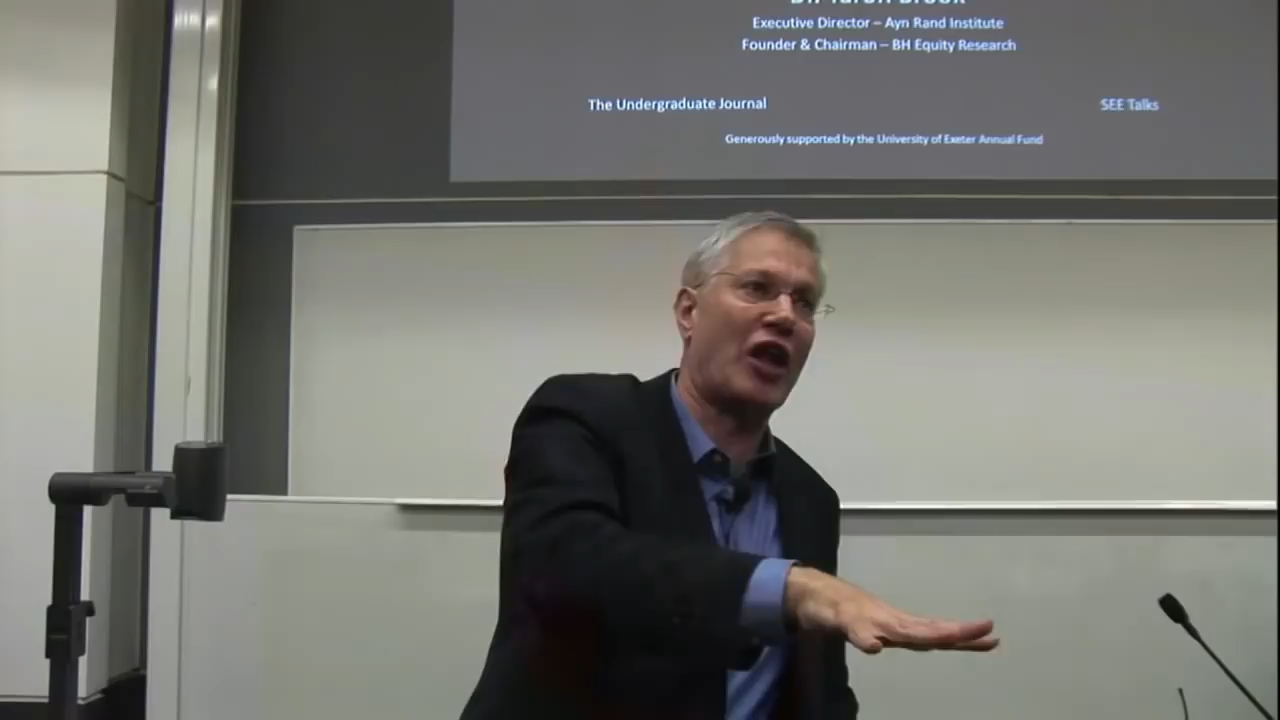 Executive Director – Ayn Rand Institute
Founder & Chairman – BH Equity Research
The Undergraduate Journal
SEE Talks
Generously supported by the University of Exeter Annual Fund